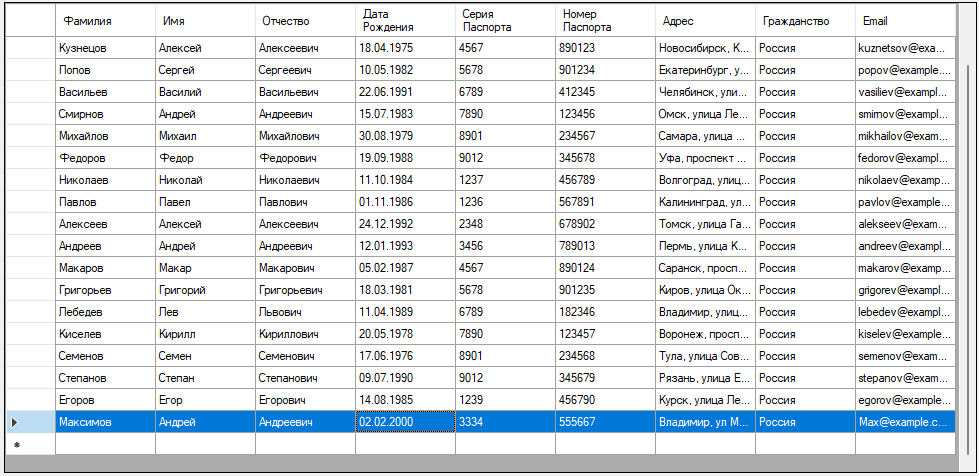 Фамилия Имя Отчество Дата Рождения Серия Паспорта Номер Паспорта Адрес Гражданство Email
Кузнецов Алексей Алексеевич 18.04.1975 4567 890123 Новосибирск, К... Россия kuznetsov@exa...
Попов Сергей Сергеевич 10.05.1982 5678 901234 Екатеринбург, у... Россия popov@example....
Васильев Василий Васильевич 22.06.1991 6789 412345 Челябинск, ули... Россия vasiliev@exampl...
Смирнов Андрей Андреевич 15.07.1983 7890 123456 Омск, улица Ле... Россия smirnov@exampl...
Михайлов Михаил Михайлович 30.08.1979 8901 234567 Самара, улица ... Россия mikhailov@exam...
Федоров Федор Федорович 19.09.1988 9012 345678 Уфа, проспект ... Россия fedorov@exampl...
Николаев Николай Николаевич 11.10.1984 1237 456789 Волгоград, улиц... Россия nikolaev@examp...
Павлов Павел Павлович 01.11.1986 1236 567891 Калининград, ул... Россия pavlov@example...
Алексеев Алексей Алексеевич 24.12.1992 2348 678902 Томск, улица Га... Россия alekseev@exam...
Андреев Андрей Андреевич 12.01.1993 3456 789013 Пермь, улица К... Россия andreev@exampl...
Макаров Макар Макарович 05.02.1987 4567 890124 Саранск, просп... Россия makarov@examp...
Григорьев Григорий Григорьевич 18.03.1981 5678 901235 Киров, улица Ок... Россия grigorev@exampl...
Лебедев Лев Львович 11.04.1989 6789 182346 Владимир, улиц... Россия lebedev@exampl...
Киселев Кирилл Кириллович 20.05.1978 7890 123457 Воронеж, просп... Россия kiselev@example...
Семенов Семен Семенович 17.06.1976 8901 234568 Тула, улица Сов... Россия semenov@exam...
Степанов Степан Степанович 09.07.1990 9012 345679 Рязань, улица Е... Россия stepanov@exam...
Егоров Егор Егорович 14.08.1985 1239 456790 Курск, улица Ле... Россия egorov@example...
Максимов Андрей Андреевич 02.02.2000 3334 555667 Владимир, ул М... Россия Max@example.c...